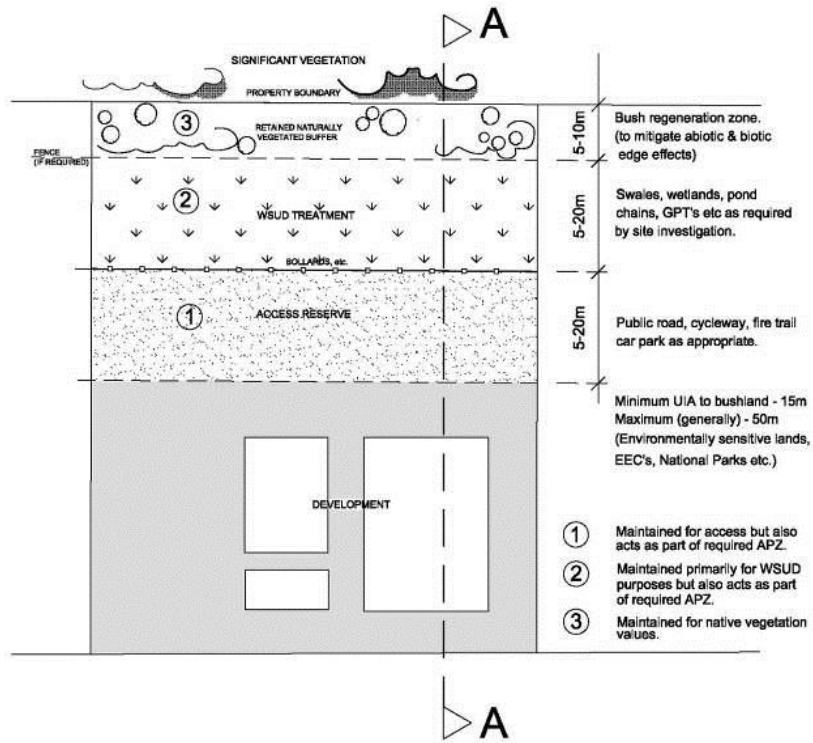 A
SIGNIFICANT VEGETATION
PROPERTY BOUNDARY
3
RETAINED NATURALLY
VEGETATED BUFFER
FENCE
(IF REQUIRED)
5-10m
Bush regeneration zone.
(to mitigate abiotic & biotic
edge effects)
2
WSUD TREATMENT
BOLLARDS, etc.
5-20m
Swales, wetlands, pond
chains, GPT's etc as required
by site investigation.
1
ACCESS RESERVE
5-20m
Public road, cycleway, fire trail
car park as appropriate.
Minimum UIA to bushland - 15m
Maximum (generally) - 50m
(Environmentally sensitive lands,
EEC's, National Parks etc.)
DEVELOPMENT
1 Maintained for access but also
acts as part of required APZ.
2 Maintained primarily for WSUD
purposes but also acts as part
of required APZ.
3 Maintained for native vegetation
values.
A